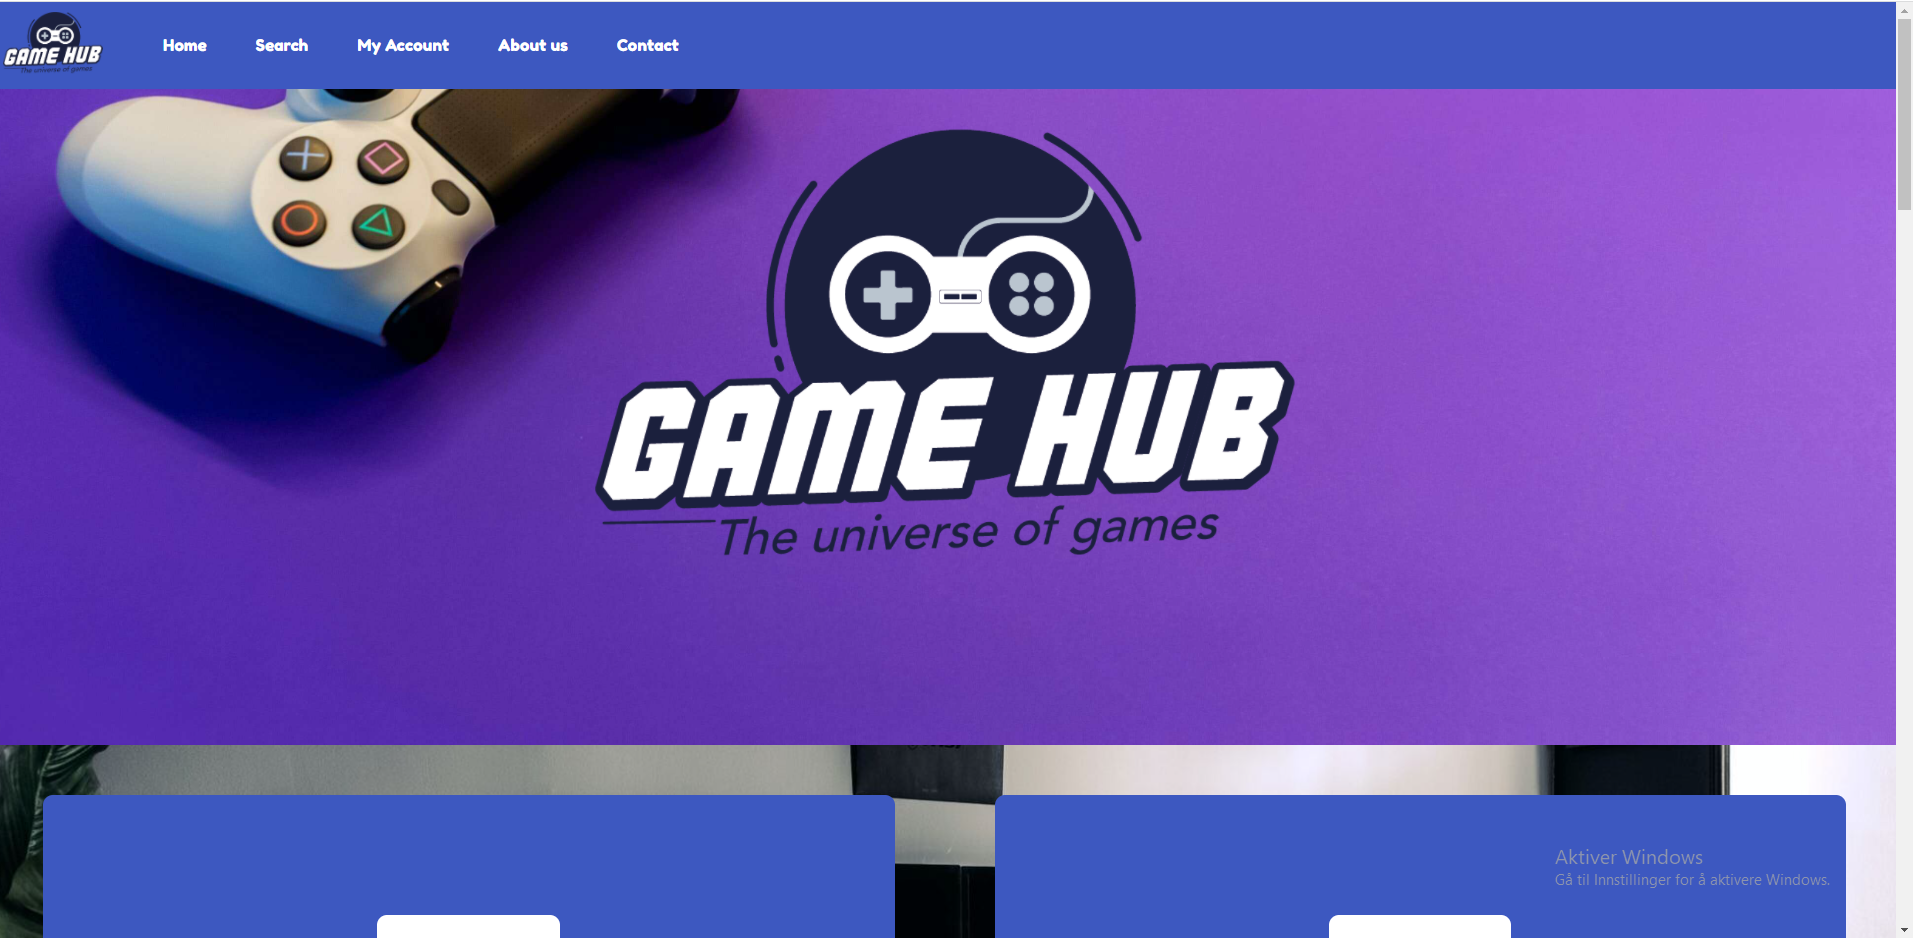 GAME HUB
The universe of games
Home
Search
My Account
About us
Contact
GAME HUB
The universe of games
Aktiver Windows
Gå til Innstillinger for å aktivere Windows.